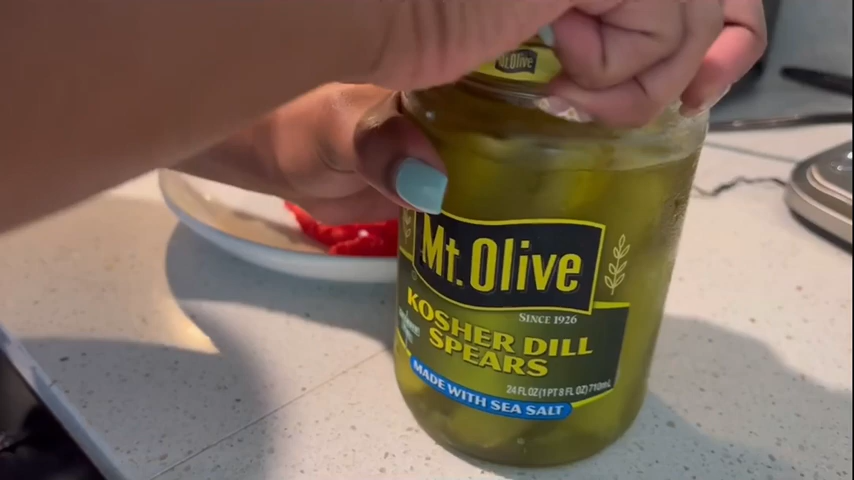 Mt. Olive
Mt. Olive
SINCE 1926
KOSHER DILL
SPEARS
24 FL OZ (1 PT 8 FL OZ) 710mL
MADE WITH SEA SALT